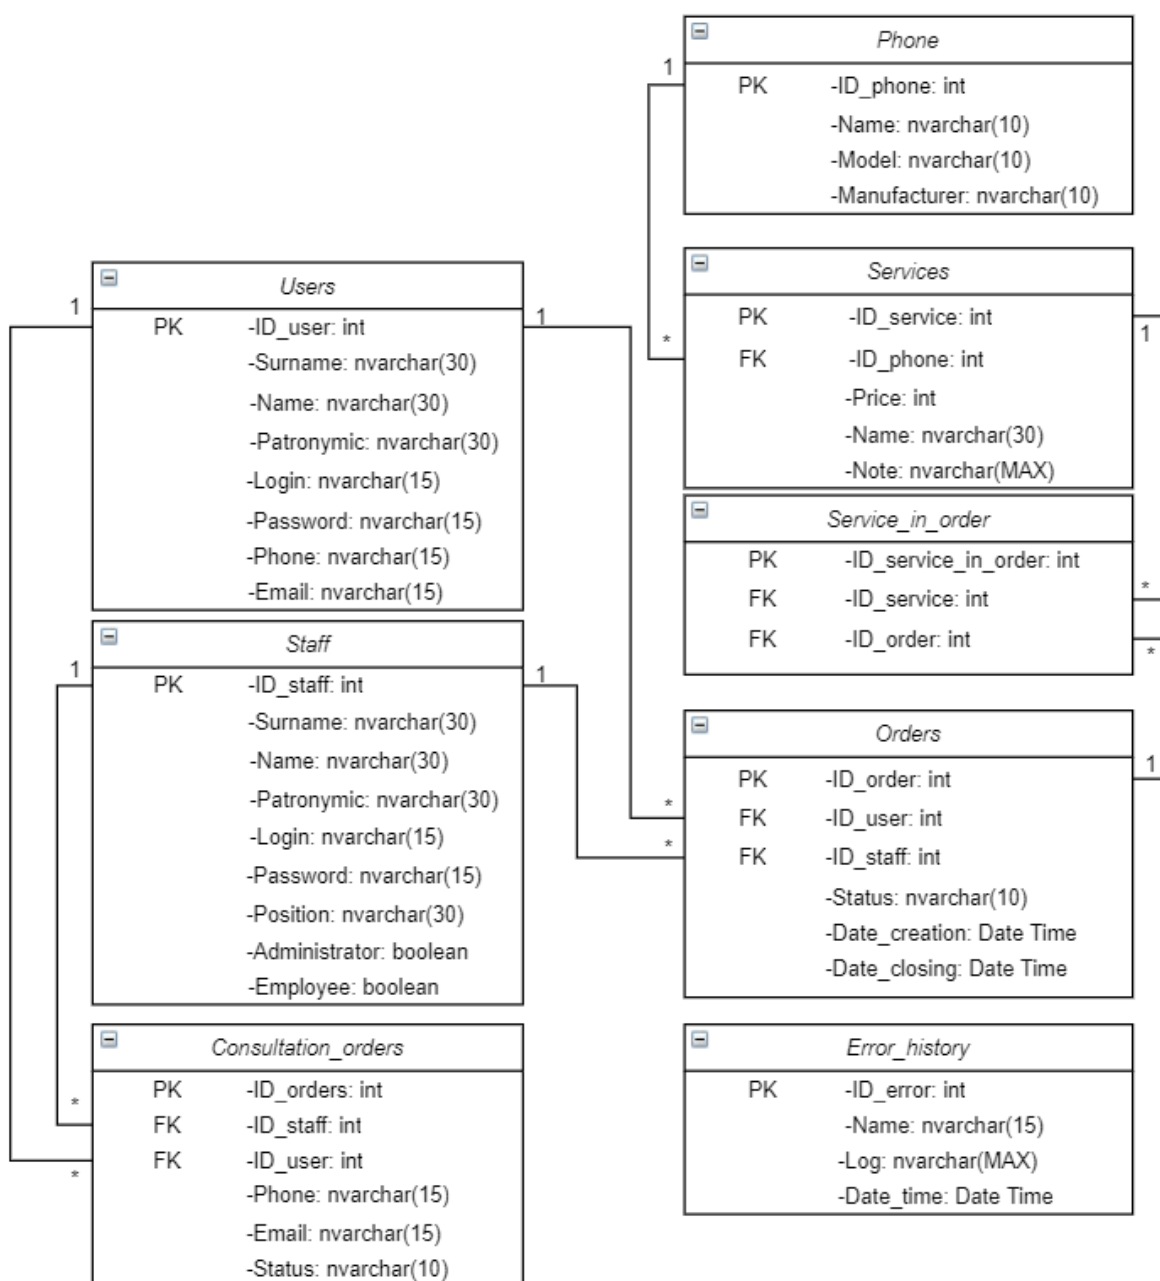 Phone
1
PK -ID_phone: int
-Name: nvarchar(10)
-Model: nvarchar(10)
-Manufacturer: nvarchar(10)
Services
PK -ID_service: int
1
* FK -ID_phone: int
-Price: int
-Name: nvarchar(30)
-Note: nvarchar(MAX)
Service_in_order
PK -ID_service_in_order: int
FK -ID_service: int *
FK -ID_order: int
*
Users
1 PK -ID_user: int 1
-Surname: nvarchar(30)
-Name: nvarchar(30)
-Patronymic: nvarchar(30)
-Login: nvarchar(15)
-Password: nvarchar(15)
-Phone: nvarchar(15)
-Email: nvarchar(15)
Staff
1 PK -ID_staff: int 1
-Surname: nvarchar(30)
-Name: nvarchar(30)
-Patronymic: nvarchar(30)
-Login: nvarchar(15)
-Password: nvarchar(15)
-Position: nvarchar(30)
-Administrator: boolean
-Employee: boolean
Orders
1
PK -ID_order: int
* FK -ID_user: int
* FK -ID_staff: int
-Status: nvarchar(10)
-Date_creation: Date Time
-Date_closing: Date Time
Consultation_orders
PK -ID_orders: int
* FK -ID_staff: int
FK -ID_user: int
*
-Phone: nvarchar(15)
-Email: nvarchar(15)
-Status: nvarchar(10)
Error_history
PK -ID_error: int
-Name: nvarchar(15)
-Log: nvarchar(MAX)
-Date_time: Date Time